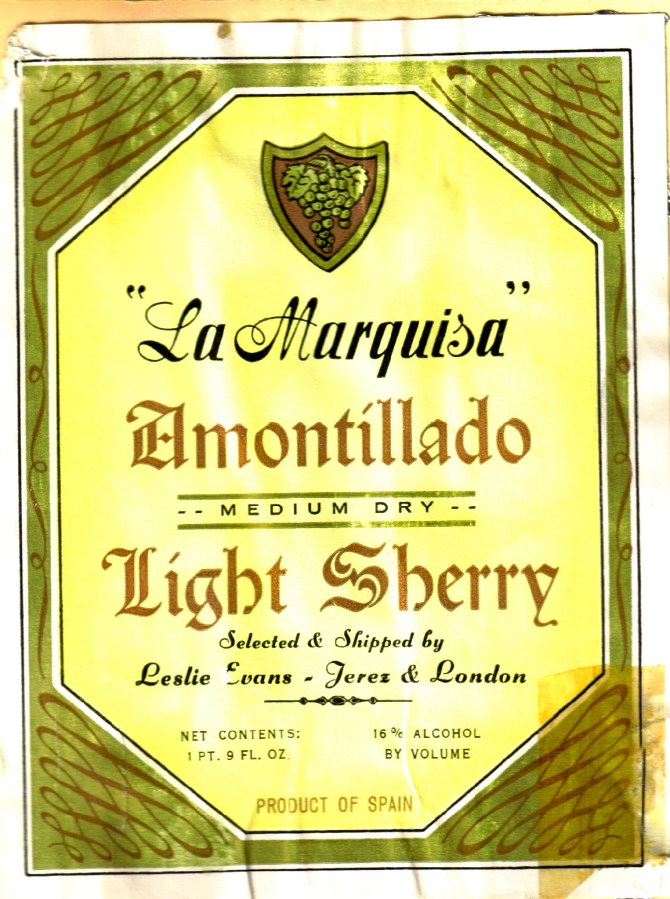 "La Marquisa"
Amontillado
-- MEDIUM DRY --
Light Sherry
Selected & Shipped by
Leslie Evans - Jerez & London
NET CONTENTS: 16% ALCOHOL
1 PT. 9 FL. OZ. BY VOLUME
PRODUCT OF SPAIN